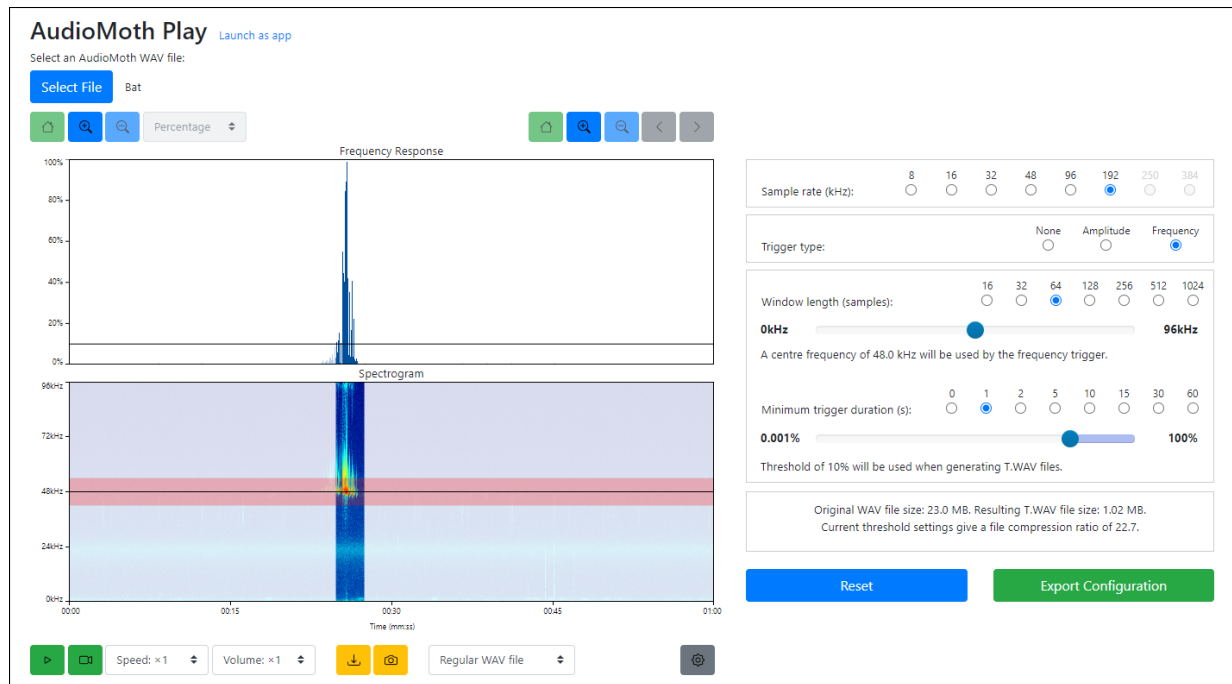 AudioMoth Play Launch as app
Select an AudioMoth WAV file:
Select File Bat
Percentage
Frequency Response
100%
80%
60%
40%
20%
0%
Spectrogram
96kHz
72kHz
48kHz
24kHz
0kHz
00:00 00:15 00:30 00:45 01:00
Time (mm:ss)
Speed: ×1 Volume: ×1 Regular WAV file
8 16 32 48 96 192 250 384
Sample rate (kHz):
None Amplitude Frequency
Trigger type:
16 32 64 128 256 512 1024
Window length (samples):
0kHz 96kHz
A centre frequency of 48.0 kHz will be used by the frequency trigger.
0 1 2 5 10 15 30 60
Minimum trigger duration (s):
0.001% 100%
Threshold of 10% will be used when generating T.WAV files.
Original WAV file size: 23.0 MB. Resulting T.WAV file size: 1.02 MB.
Current threshold settings give a file compression ratio of 22.7.
Reset Export Configuration